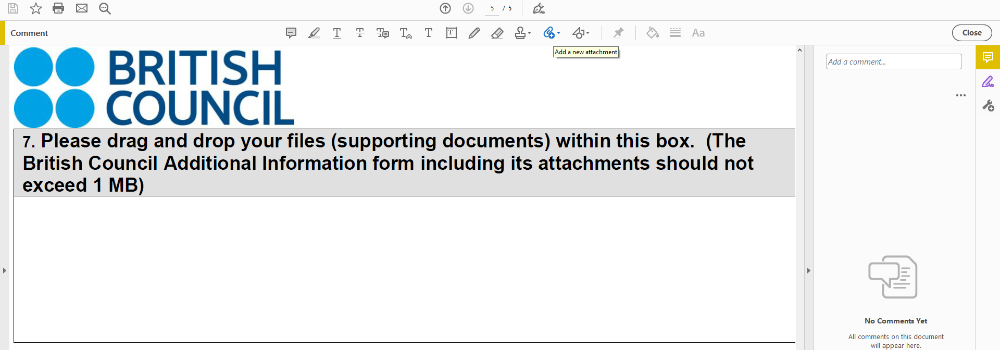 5 / 5
Comment
Aa
Close
Add a new attachment
Add a comment...
BRITISH
COUNCIL
7. Please drag and drop your files (supporting documents) within this box. (The
British Council Additional Information form including its attachments should not
exceed 1 MB)
No Comments Yet
All comments on this document
will appear here.